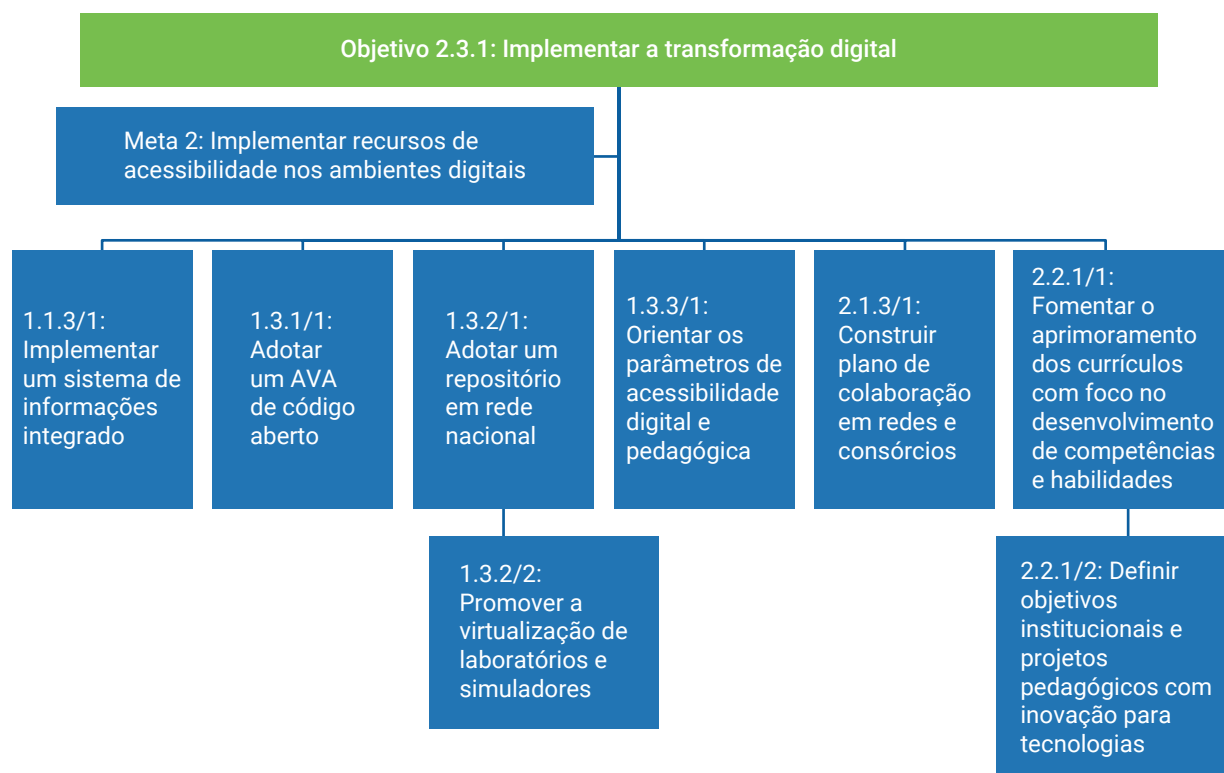 Objetivo 2.3.1: Implementar a transformação digital
Meta 2: Implementar recursos de
acessibilidade nos ambientes digitais
1.1.3/1:
Implementar
um sistema de
informações
integrado
1.3.1/1:
Adotar
um AVA
de código
aberto
1.3.2/1:
Adotar um
repositório
em rede
nacional
1.3.3/1:
Orientar os
parâmetros de
acessibilidade
digital e
pedagógica
2.1.3/1:
Construir
plano de
colaboração
em redes e
consórcios
2.2.1/1:
Fomentar o
aprimoramento
dos currículos
com foco no
desenvolvimento
de competências
e habilidades
1.3.2/2:
Promover a
virtualização de
laboratórios e
simuladores
2.2.1/2: Definir
objetivos
institucionais e
projetos
pedagógicos com
inovação para
tecnologias